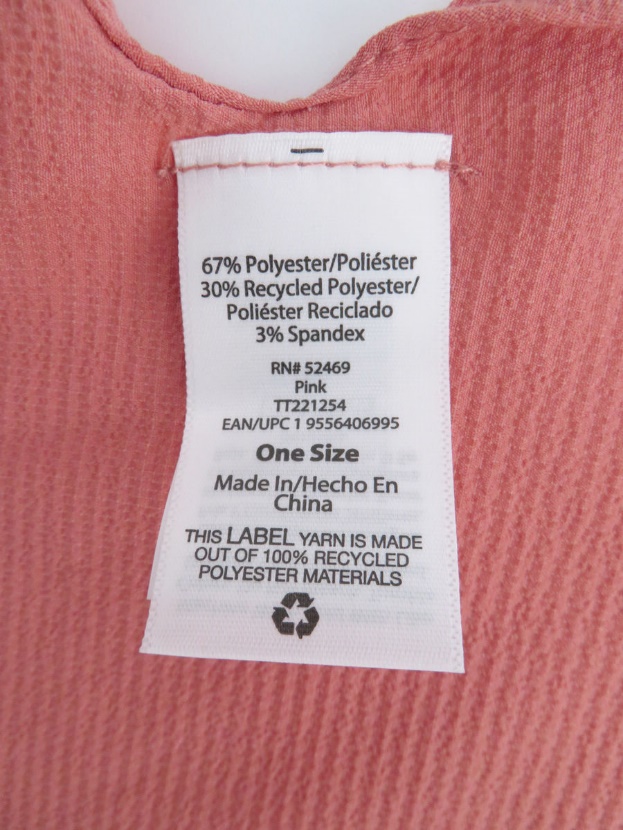 67% Polyester/Poliéster
30% Recycled Polyester/
Poliéster Reciclado
3% Spandex
RN# 52469
Pink
TT221254
EAN/UPC 1 9556406995
One Size
Made In/Hecho En
China
THIS LABEL YARN IS MADE
OUT OF 100% RECYCLED
POLYESTER MATERIALS